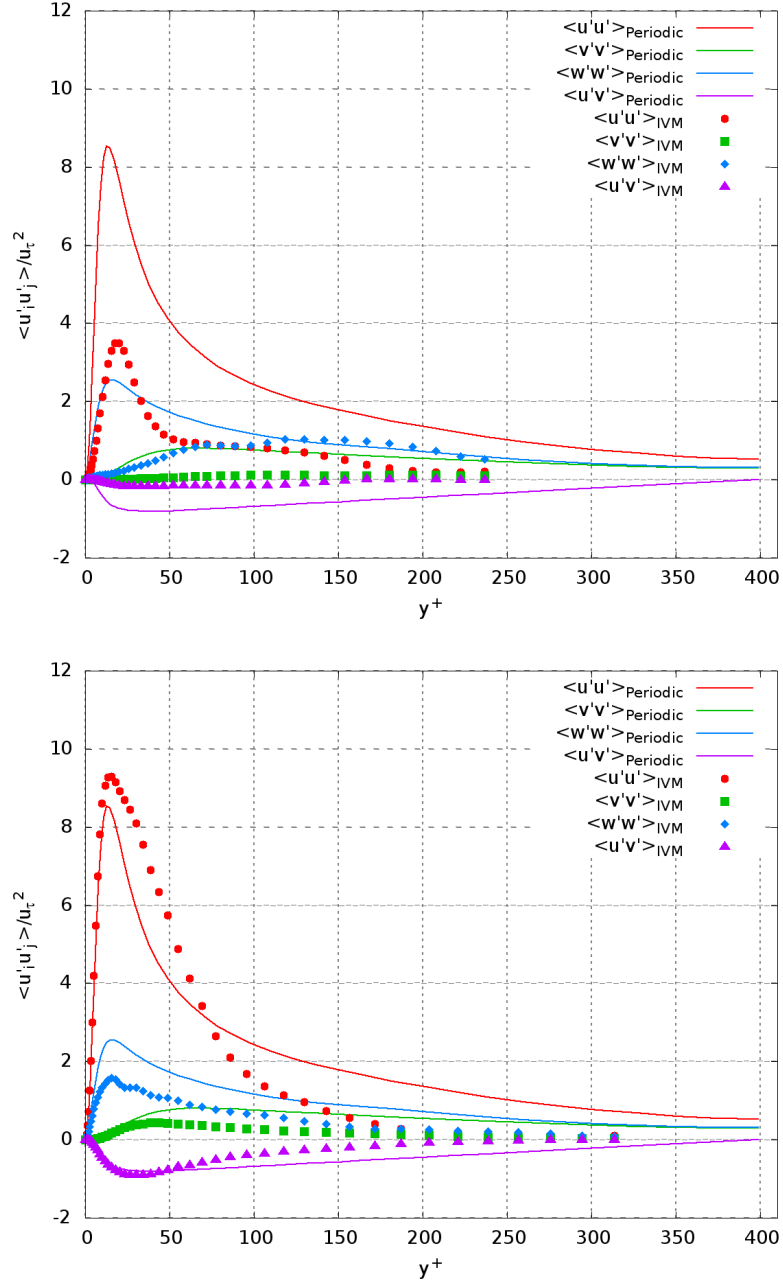 12
10
8
6
4
2
0
-2
<u'iu'j>/uτ²
<u'u'>Periodic
<v'v'>Periodic
<w'w'>Periodic
<u'v'>Periodic
<u'u'>IVM
<v'v'>IVM
<w'w'>IVM
<u'v'>IVM
0 50 100 150 200 250 300 350 400
y+
12
10
8
6
4
2
0
-2
<u'iu'j>/uτ²
<u'u'>Periodic
<v'v'>Periodic
<w'w'>Periodic
<u'v'>Periodic
<u'u'>IVM
<v'v'>IVM
<w'w'>IVM
<u'v'>IVM
0 50 100 150 200 250 300 350 400
y+